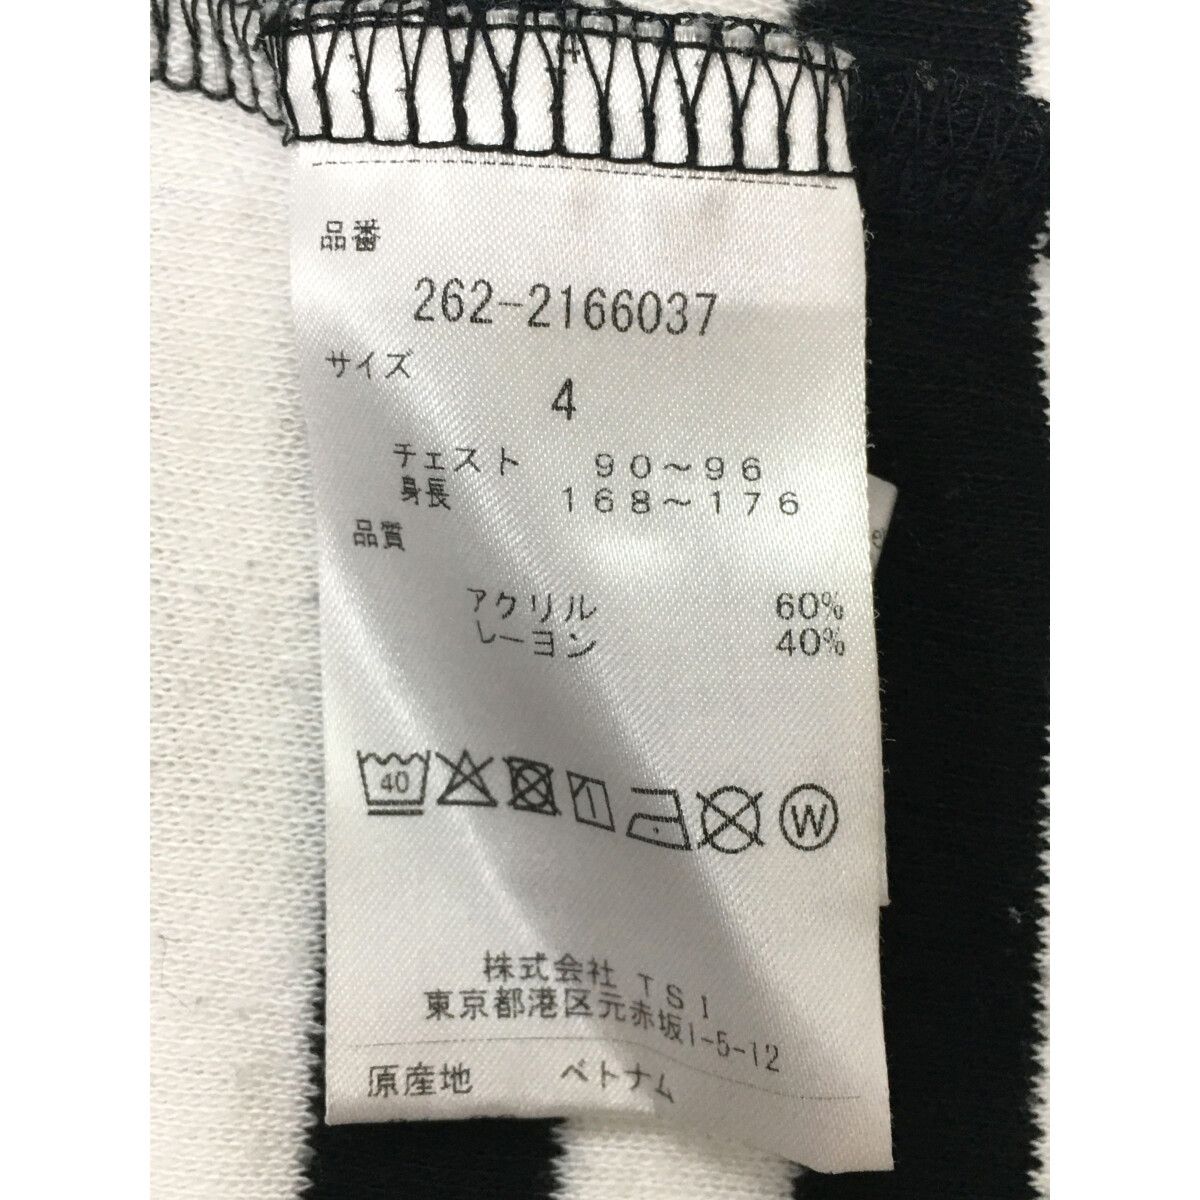 品番
262-2166037
サイズ
4
チェスト 90～96
身長 168～176
品質
アクリル 60%
レーヨン 40%
40 W
株式会社 TSI
東京都港区元赤坂1-5-12
原産地 ベトナム